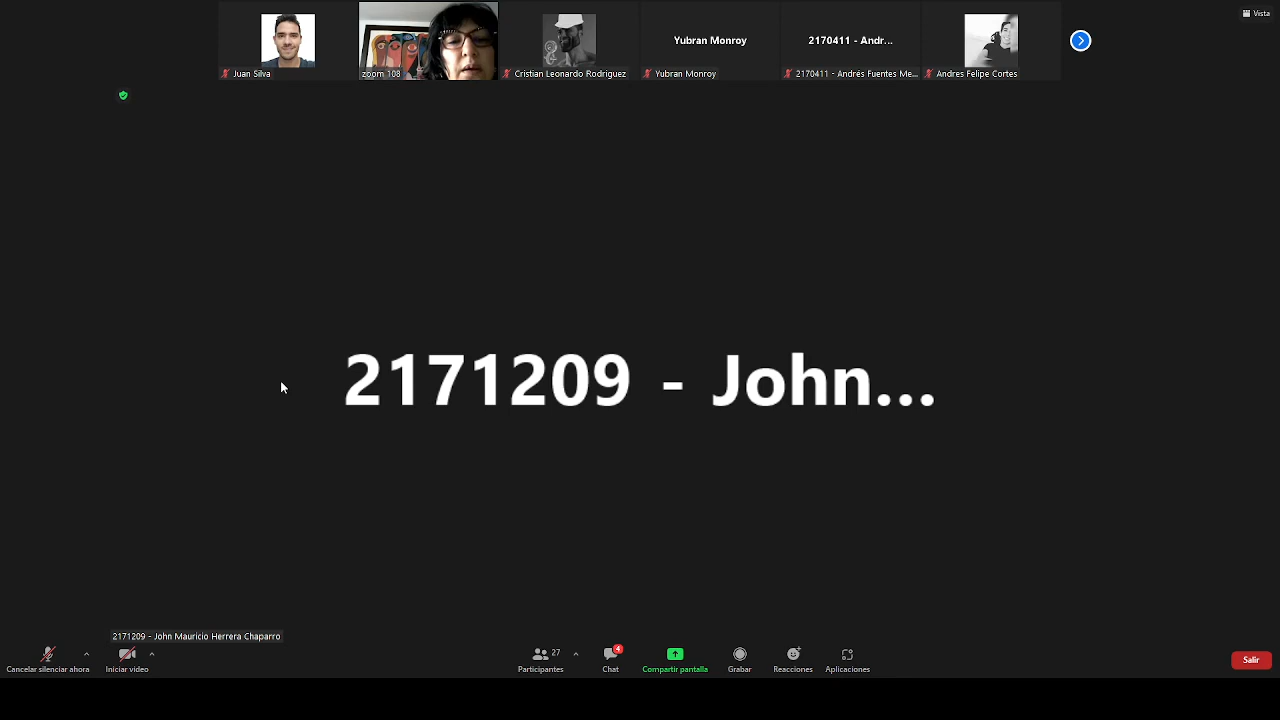 Vista
Yubran Monroy
2170411 - Andr...
Juan Silva
zoom 108
Cristian Leonardo Rodriguez
Yubran Monroy
2170411 - Andrés Fuentes Me...
Andres Felipe Cortes
2171209 - John...
2171209 - John Mauricio Herrera Chaparro
27
4
Cancelar silenciar ahora
Iniciar video
Participantes
Chat
Compartir pantalla
Grabar
Reacciones
Aplicaciones
Salir